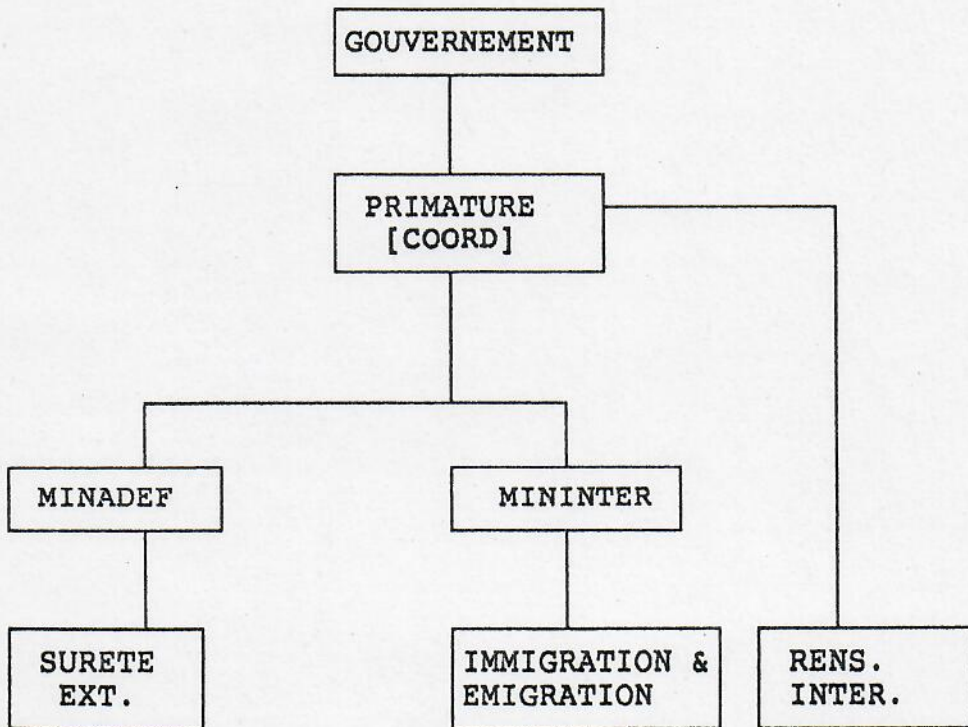 GOUVERNEMENT
PRIMATURE
[COORD]
MINADEF
MININTER
SURETE
EXT.
IMMIGRATION &
EMIGRATION
RENS.
INTER.